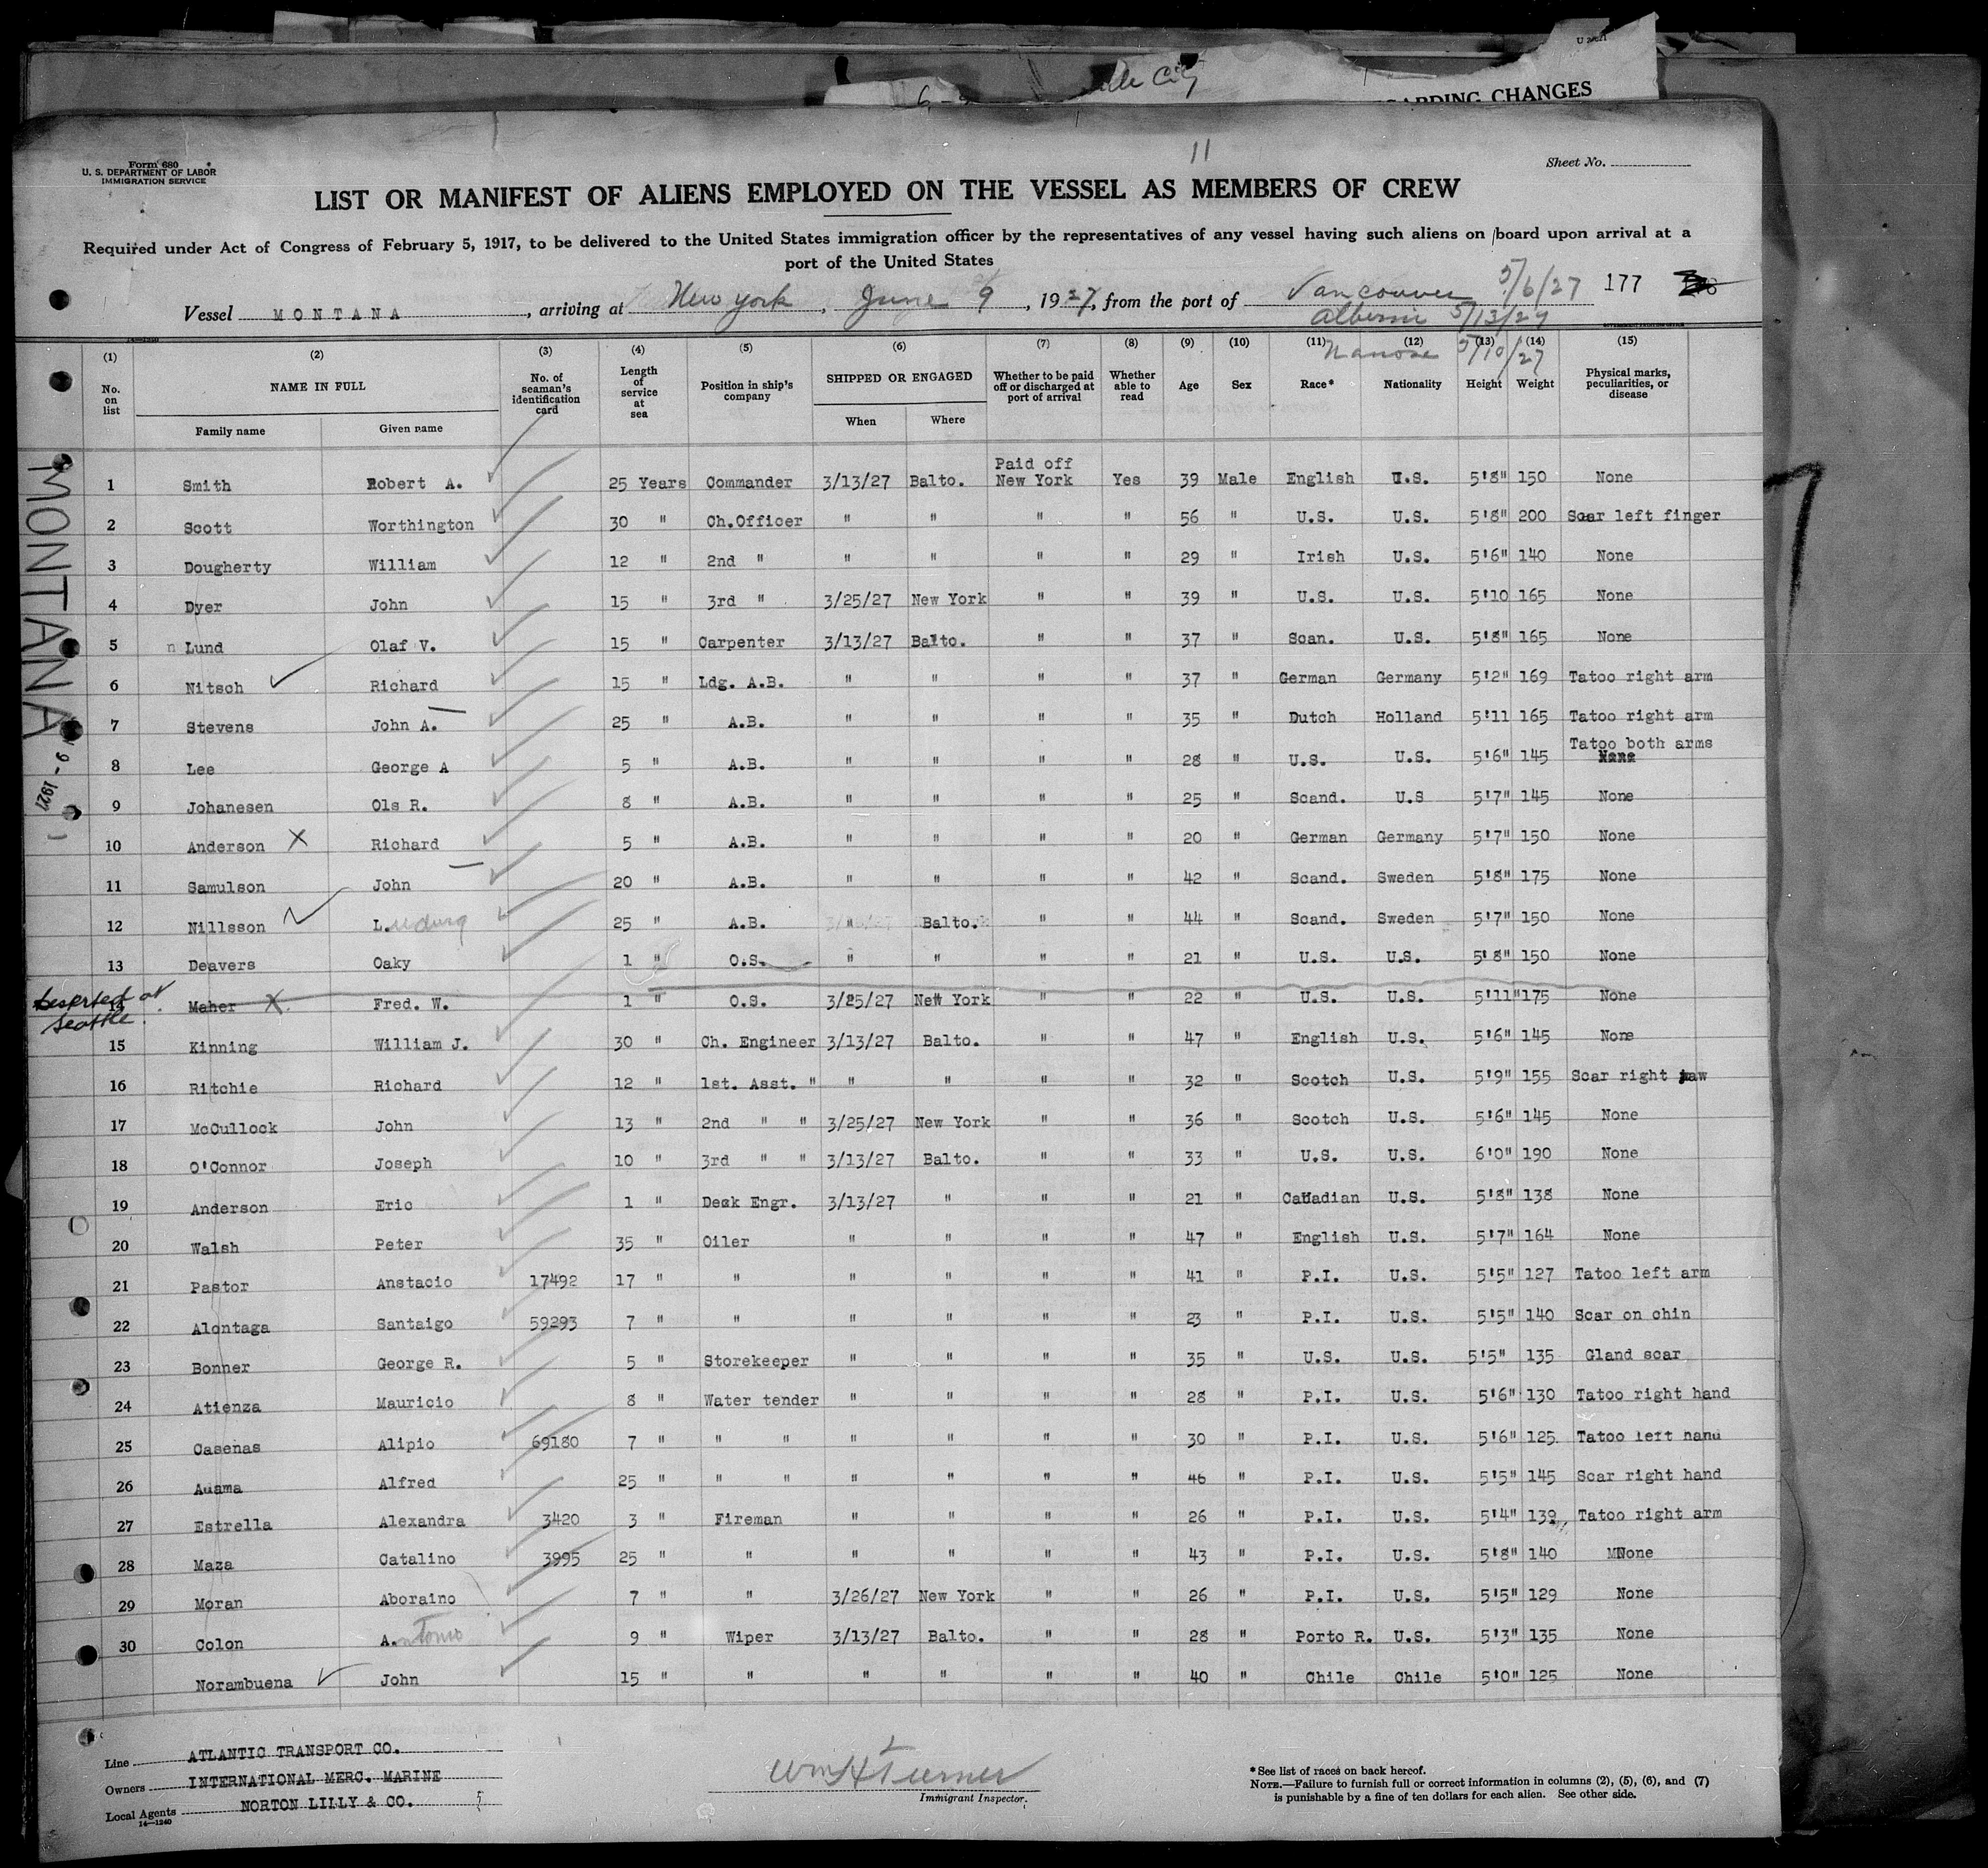 de City
REGARDING CHANGES
11
Form 680
U. S. DEPARTMENT OF LABOR
IMMIGRATION SERVICE
Sheet No.
LIST OR MANIFEST OF ALIENS EMPLOYED ON THE VESSEL AS MEMBERS OF CREW
Required under Act of Congress of February 5, 1917, to be delivered to the United States immigration officer by the representatives of any vessel having such aliens on board upon arrival at a
port of the United States
Vessel MONTANA, arriving at New York, June 9, 1927, from the port of Vancouver 5/6/27 177
Alberni 5/13/27
Nanose 5/10/27
(1) (2) (3) (4) (5) (6) (7) (8) (9) (10) (11) (12) (13) (14) (15)
No. on list NAME IN FULL No. of seaman's identification card Length of service at sea Position in ship's company SHIPPED OR ENGAGED Whether to be paid off or discharged at port of arrival Whether able to read Age Sex Race* Nationality Height Weight Physical marks, peculiarities, or disease
Family name Given name When Where
MONTANA
9-1927
1 Smith Robert A. 25 Years Commander 3/13/27 Balto. Paid off New York Yes 39 Male English U.S. 5'8" 150 None
2 Scott Worthington 30 " Ch.Officer " " " " 56 " U.S. U.S. 5'8" 200 Scar left finger
3 Dougherty William 12 " 2nd " " " " " 29 " Irish U.S. 5'6" 140 None
4 Dyer John 15 " 3rd " 3/25/27 New York " " 39 " U.S. U.S. 5'10 165 None
5 n Lund Olaf V. 15 " Carpenter 3/13/27 Balto. " " 37 " Scan. U.S. 5'8" 165 None
6 Nitsch Richard 15 " Ldg. A.B. " " " " 37 " German Germany 5'2" 169 Tatoo right arm
7 Stevens John A. 25 " A.B. " " " " 35 " Dutch Holland 5'11 165 Tatoo right arm
8 Lee George A 5 " A.B. " " " " 28 " U.S. U.S. 5'6" 145 Tatoo both arms
9 Johanesen Ols R. 8 " A.B. " " " " 25 " Scand. U.S 5'7" 145 None
10 Anderson X Richard 5 " A.B. " " " " 20 " German Germany 5'7" 150 None
11 Samulson John 20 " A.B. " " " " 42 " Scand. Sweden 5'8" 175 None
12 Nillsson L. 25 " A.B. " Balto. " " 44 " Scand. Sweden 5'7" 150 None
13 Deavers Oaky 1 " O.S. " " " " 21 " U.S. U.S. 5'8" 150 None
Deserted at Seattle. 14 Maher X Fred. W. 1 " O.S. 3/25/27 New York " " 22 " U.S. U.S. 5'11" 175 None
15 Kinning William J. 30 " Ch. Engineer 3/13/27 Balto. " " 47 " English U.S. 5'6" 145 None
16 Ritchie Richard 12 " 1st. Asst. " " " " " 32 " Scotch U.S. 5'9" 155 Scar right jaw
17 McCullock John 13 " 2nd " " 3/25/27 New York " " 36 " Scotch U.S. 5'6" 145 None
18 O'Connor Joseph 10 " 3rd " " 3/13/27 Balto. " " 33 " U.S. U.S. 6'0" 190 None
19 Anderson Eric 1 " Deck Engr. 3/13/27 " " " 21 " Canadian U.S. 5'8" 138 None
20 Walsh Peter 35 " Oiler " " " " 47 " English U.S. 5'7" 164 None
21 Pastor Anstacio 17492 17 " " " " " " 41 " P.I. U.S. 5'5" 127 Tatoo left arm
22 Alontaga Santaigo 59293 7 " " " " " " 23 " P.I. U.S. 5'5" 140 Scar on chin
23 Bonner George R. 5 " Storekeeper " " " " 35 " U.S. U.S. 5'5" 135 Gland scar
24 Atienza Mauricio 8 " Water tender " " " " 28 " P.I. U.S. 5'6" 130 Tatoo right hand
25 Casenas Alipio 69180 7 " " " " " " " 30 " P.I. U.S. 5'6" 125 Tatoo left hand
26 Adama Alfred 25 " " " " " " " 46 " P.I. U.S. 5'5" 145 Scar right hand
27 Estrella Alexandra 3420 3 " Fireman " " " " 26 " P.I. U.S. 5'4" 139 Tatoo right arm
28 Maza Catalino 3995 25 " " " " " " 43 " P.I. U.S. 5'8" 140 None
29 Moran Aboraino 7 " " 3/26/27 New York " " 26 " P.I. U.S. 5'5" 129 None
30 Colon A.ntonio 9 " Wiper 3/13/27 Balto. " " 28 " Porto R. U.S. 5'3" 135 None
Norambuena John 15 " " " " " " 40 " Chile Chile 5'0" 125 None
Line ATLANTIC TRANSPORT CO.
Owners INTERNATIONAL MERC. MARINE
Local Agents NORTON LILLY & CO.
14—1240
Wm H Turner
Immigrant Inspector.
* See list of races on back hereof.
NOTE.—Failure to furnish full or correct information in columns (2), (5), (6), and (7)
is punishable by a fine of ten dollars for each alien. See other side.